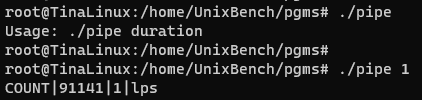 root@TinaLinux:/home/UnixBench/pgms# ./pipe
Usage: ./pipe duration
root@TinaLinux:/home/UnixBench/pgms#
root@TinaLinux:/home/UnixBench/pgms# ./pipe 1
COUNT|91141|1|lps